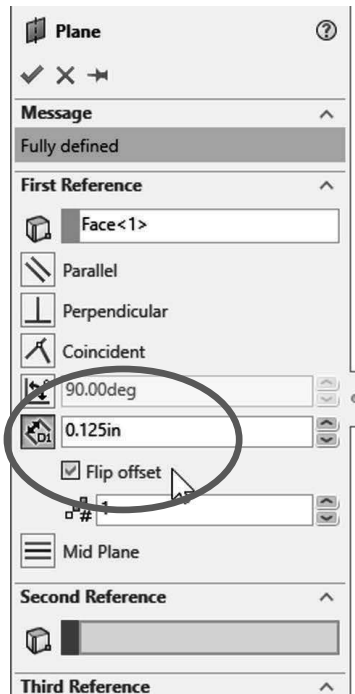 Plane
Message
Fully defined
First Reference
Face<1>
Parallel
Perpendicular
Coincident
90.00deg
D1 0.125in
Flip offset
# 1
Mid Plane
Second Reference
Third Reference